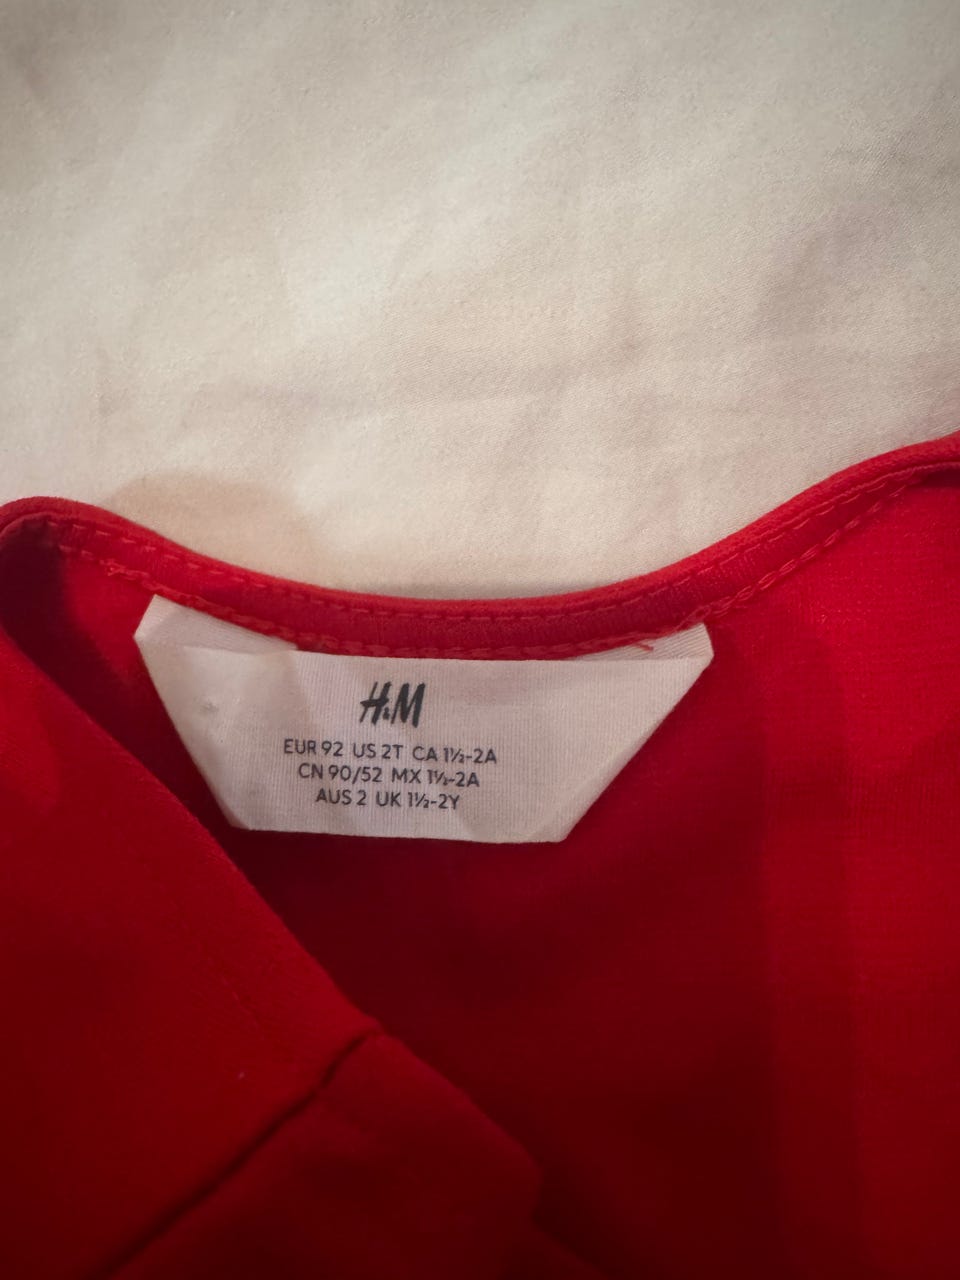 H&M
EUR 92 US 2T CA 1½-2A
CN 90/52 MX 1½-2A
AUS 2 UK 1½-2Y